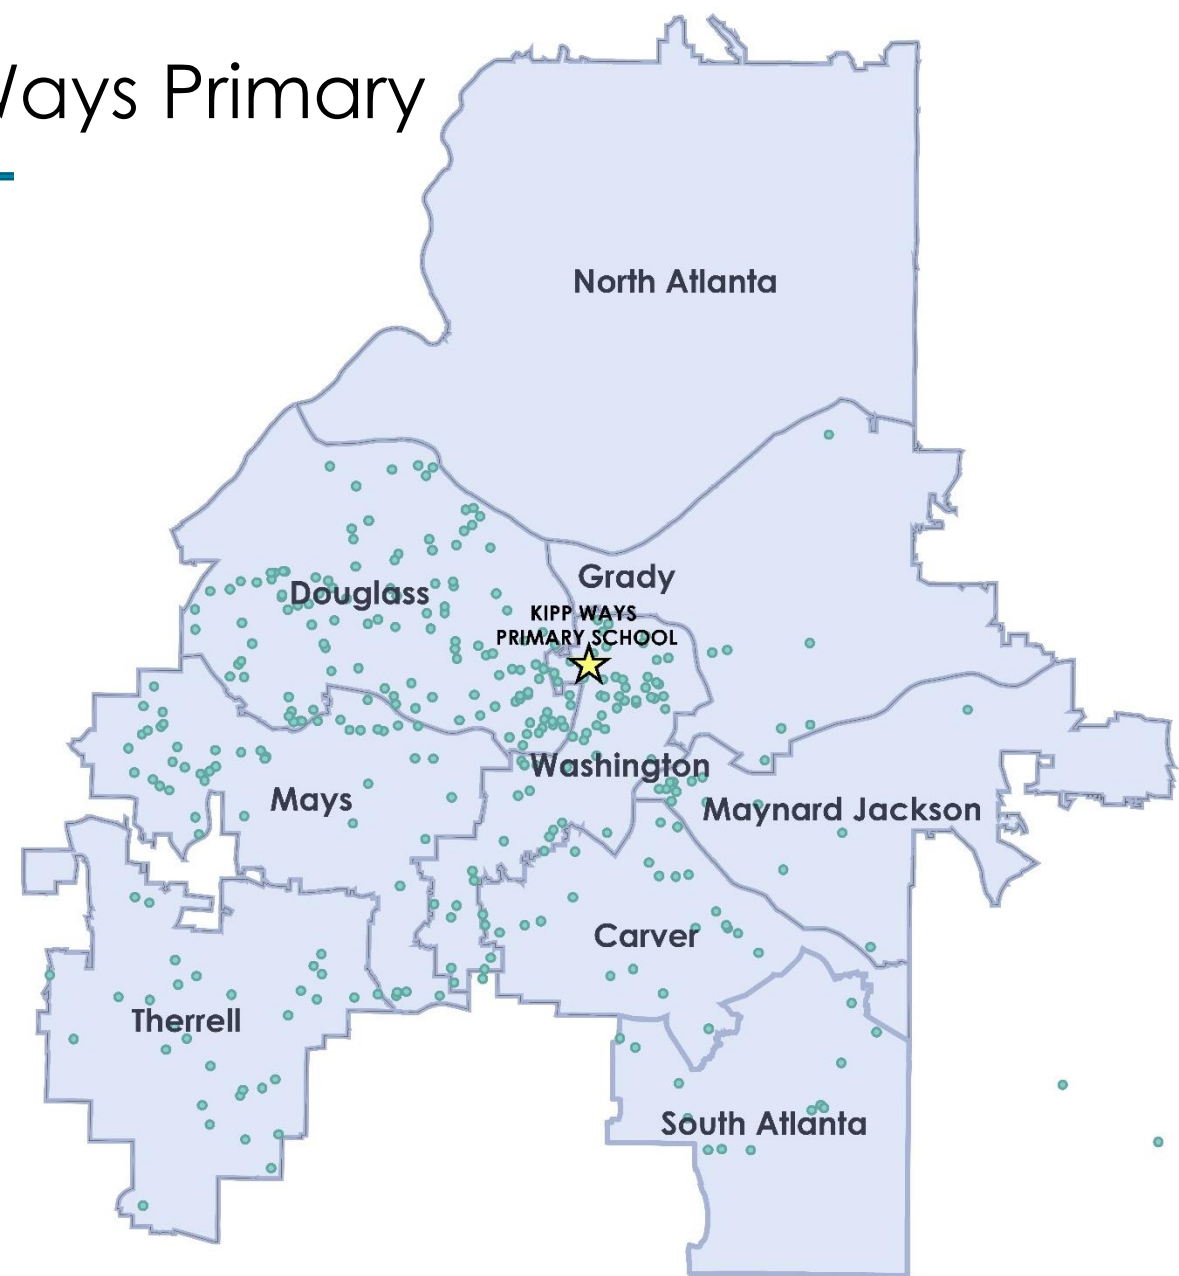 Ways Primary
North Atlanta
Grady
Douglass
KIPP WAYS
PRIMARY SCHOOL
Washington
Mays
Maynard Jackson
Carver
Therrell
South Atlanta